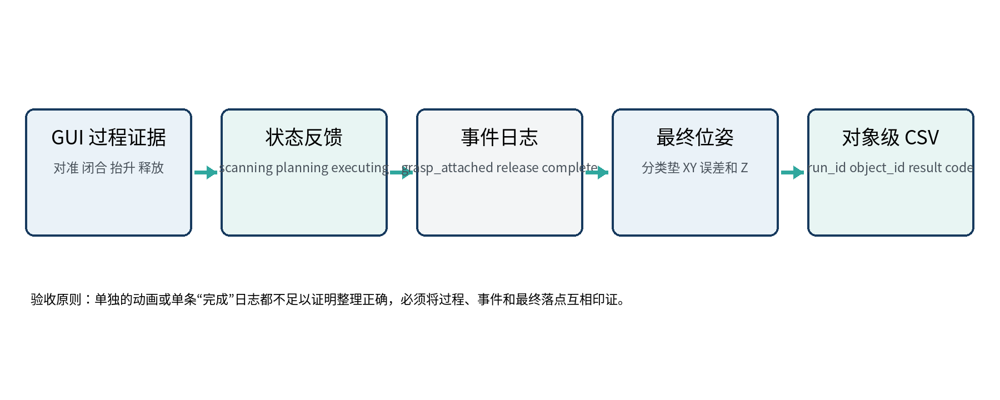 GUI 过程证据
对准 闭合 抬升 释放
状态反馈
scanning planning executing
事件日志
grasp_attached release complete
最终位姿
分类垫 XY 误差和 Z
对象级 CSV
run_id object_id result code
验收原则：单独的动画或单条“完成”日志都不足以证明整理正确，必须将过程、事件和最终落点互相印证。